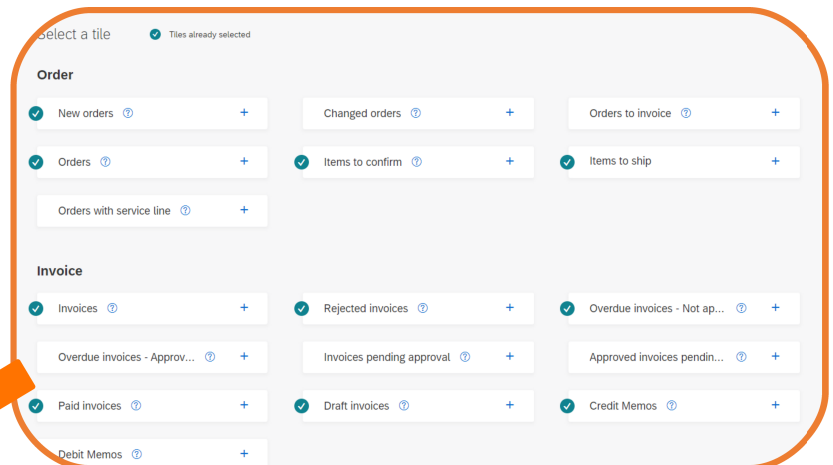 Select a tile Tiles already selected
Order
New orders ? + Changed orders ? + Orders to invoice ? +
Orders ? + Items to confirm ? + Items to ship +
Orders with service line ? +
Invoice
Invoices ? + Rejected invoices ? + Overdue invoices - Not ap... ? +
Overdue invoices - Approv... ? + Invoices pending approval ? + Approved invoices pendin... ? +
Paid invoices ? + Draft invoices ? + Credit Memos ? +
Debit Memos ? +